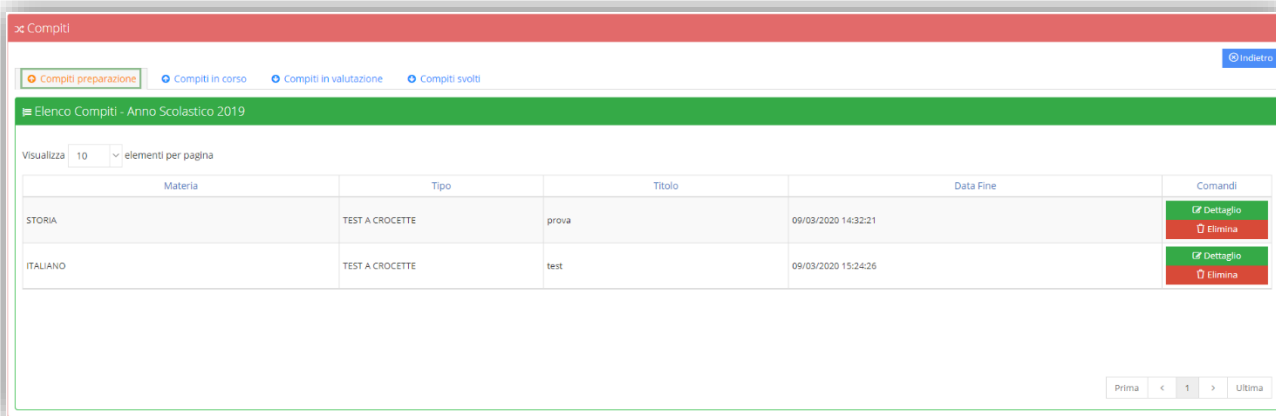 Compiti
Indietro
Compiti preparazione Compiti in corso Compiti in valutazione Compiti svolti
Elenco Compiti - Anno Scolastico 2019
Visualizza 10 elementi per pagina
Materia Tipo Titolo Data Fine Comandi
STORIA TEST A CROCETTE prova 09/03/2020 14:32:21 Dettaglio
Elimina
ITALIANO TEST A CROCETTE test 09/03/2020 15:24:26 Dettaglio
Elimina
Prima < 1 > Ultima